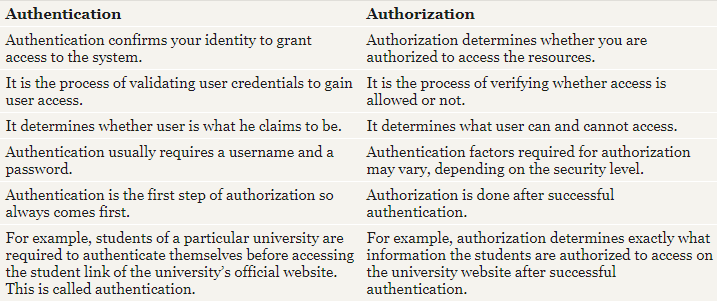 Authentication Authorization
Authentication confirms your identity to grant
access to the system.
Authorization determines whether you are
authorized to access the resources.
It is the process of validating user credentials to gain
user access.
It is the process of verifying whether access is
allowed or not.
It determines whether user is what he claims to be.
It determines what user can and cannot access.
Authentication usually requires a username and a
password.
Authentication factors required for authorization
may vary, depending on the security level.
Authentication is the first step of authorization so
always comes first.
Authorization is done after successful
authentication.
For example, students of a particular university are
required to authenticate themselves before accessing
the student link of the university's official website.
This is called authentication.
For example, authorization determines exactly what
information the students are authorized to access on
the university website after successful
authentication.